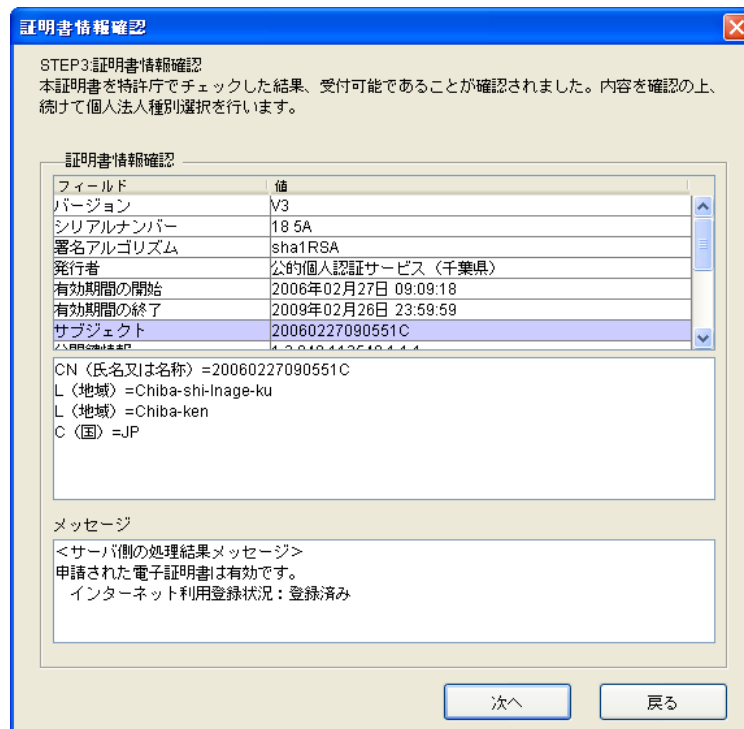 証明書情報確認
STEP3:証明書情報確認
本証明書を特許庁でチェックした結果、受付可能であることが確認されました。内容を確認の上、
続けて個人法人種別選択を行います。
証明書情報確認
フィールド 値
バージョン V3
シリアルナンバー 18 5A
署名アルゴリズム sha1RSA
発行者 公的個人認証サービス（千葉県）
有効期間の開始 2006年02月27日 09:09:18
有効期間の終了 2009年02月26日 23:59:59
サブジェクト 20060227090551C
公開鍵情報 1.2.840.113549.1.1.1
CN（氏名又は名称）=20060227090551C
L（地域）=Chiba-shi-Inage-ku
L（地域）=Chiba-ken
C（国）=JP
メッセージ
＜サーバ側の処理結果メッセージ＞
申請された電子証明書は有効です。
インターネット利用登録状況：登録済み
次へ 戻る